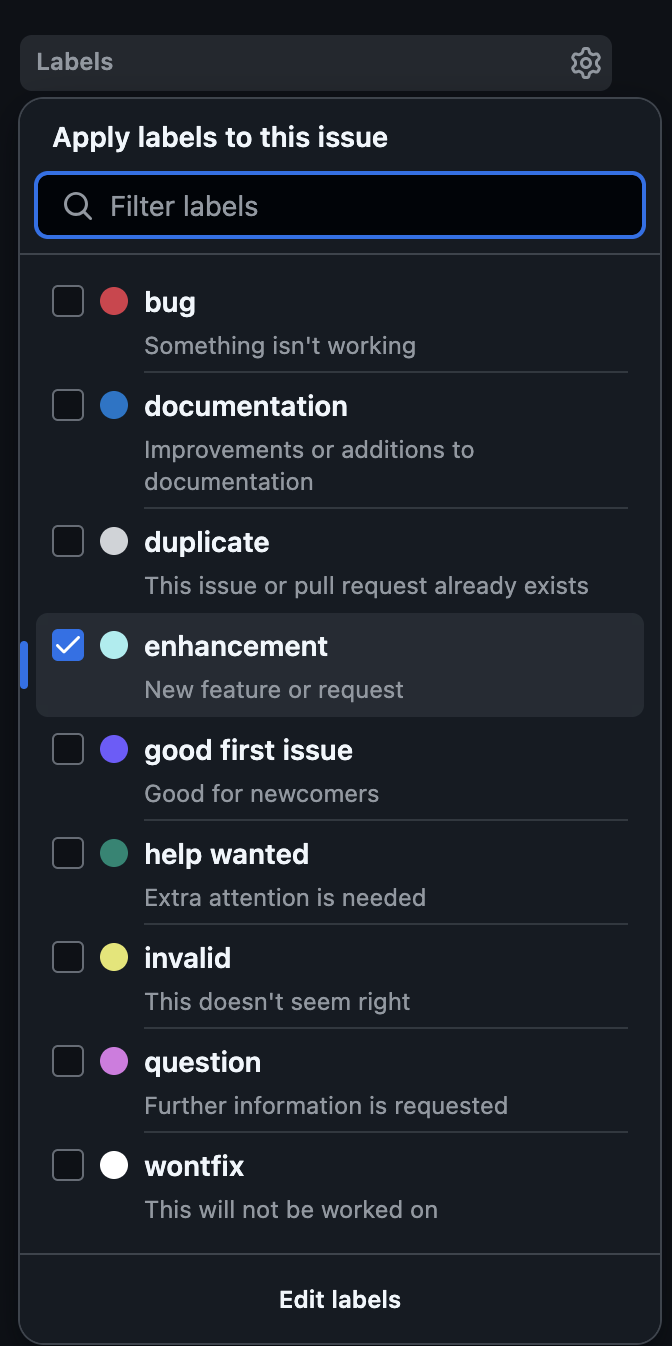 Labels
Apply labels to this issue
Filter labels
bug
Something isn't working
documentation
Improvements or additions to
documentation
duplicate
This issue or pull request already exists
enhancement
New feature or request
good first issue
Good for newcomers
help wanted
Extra attention is needed
invalid
This doesn't seem right
question
Further information is requested
wontfix
This will not be worked on
Edit labels